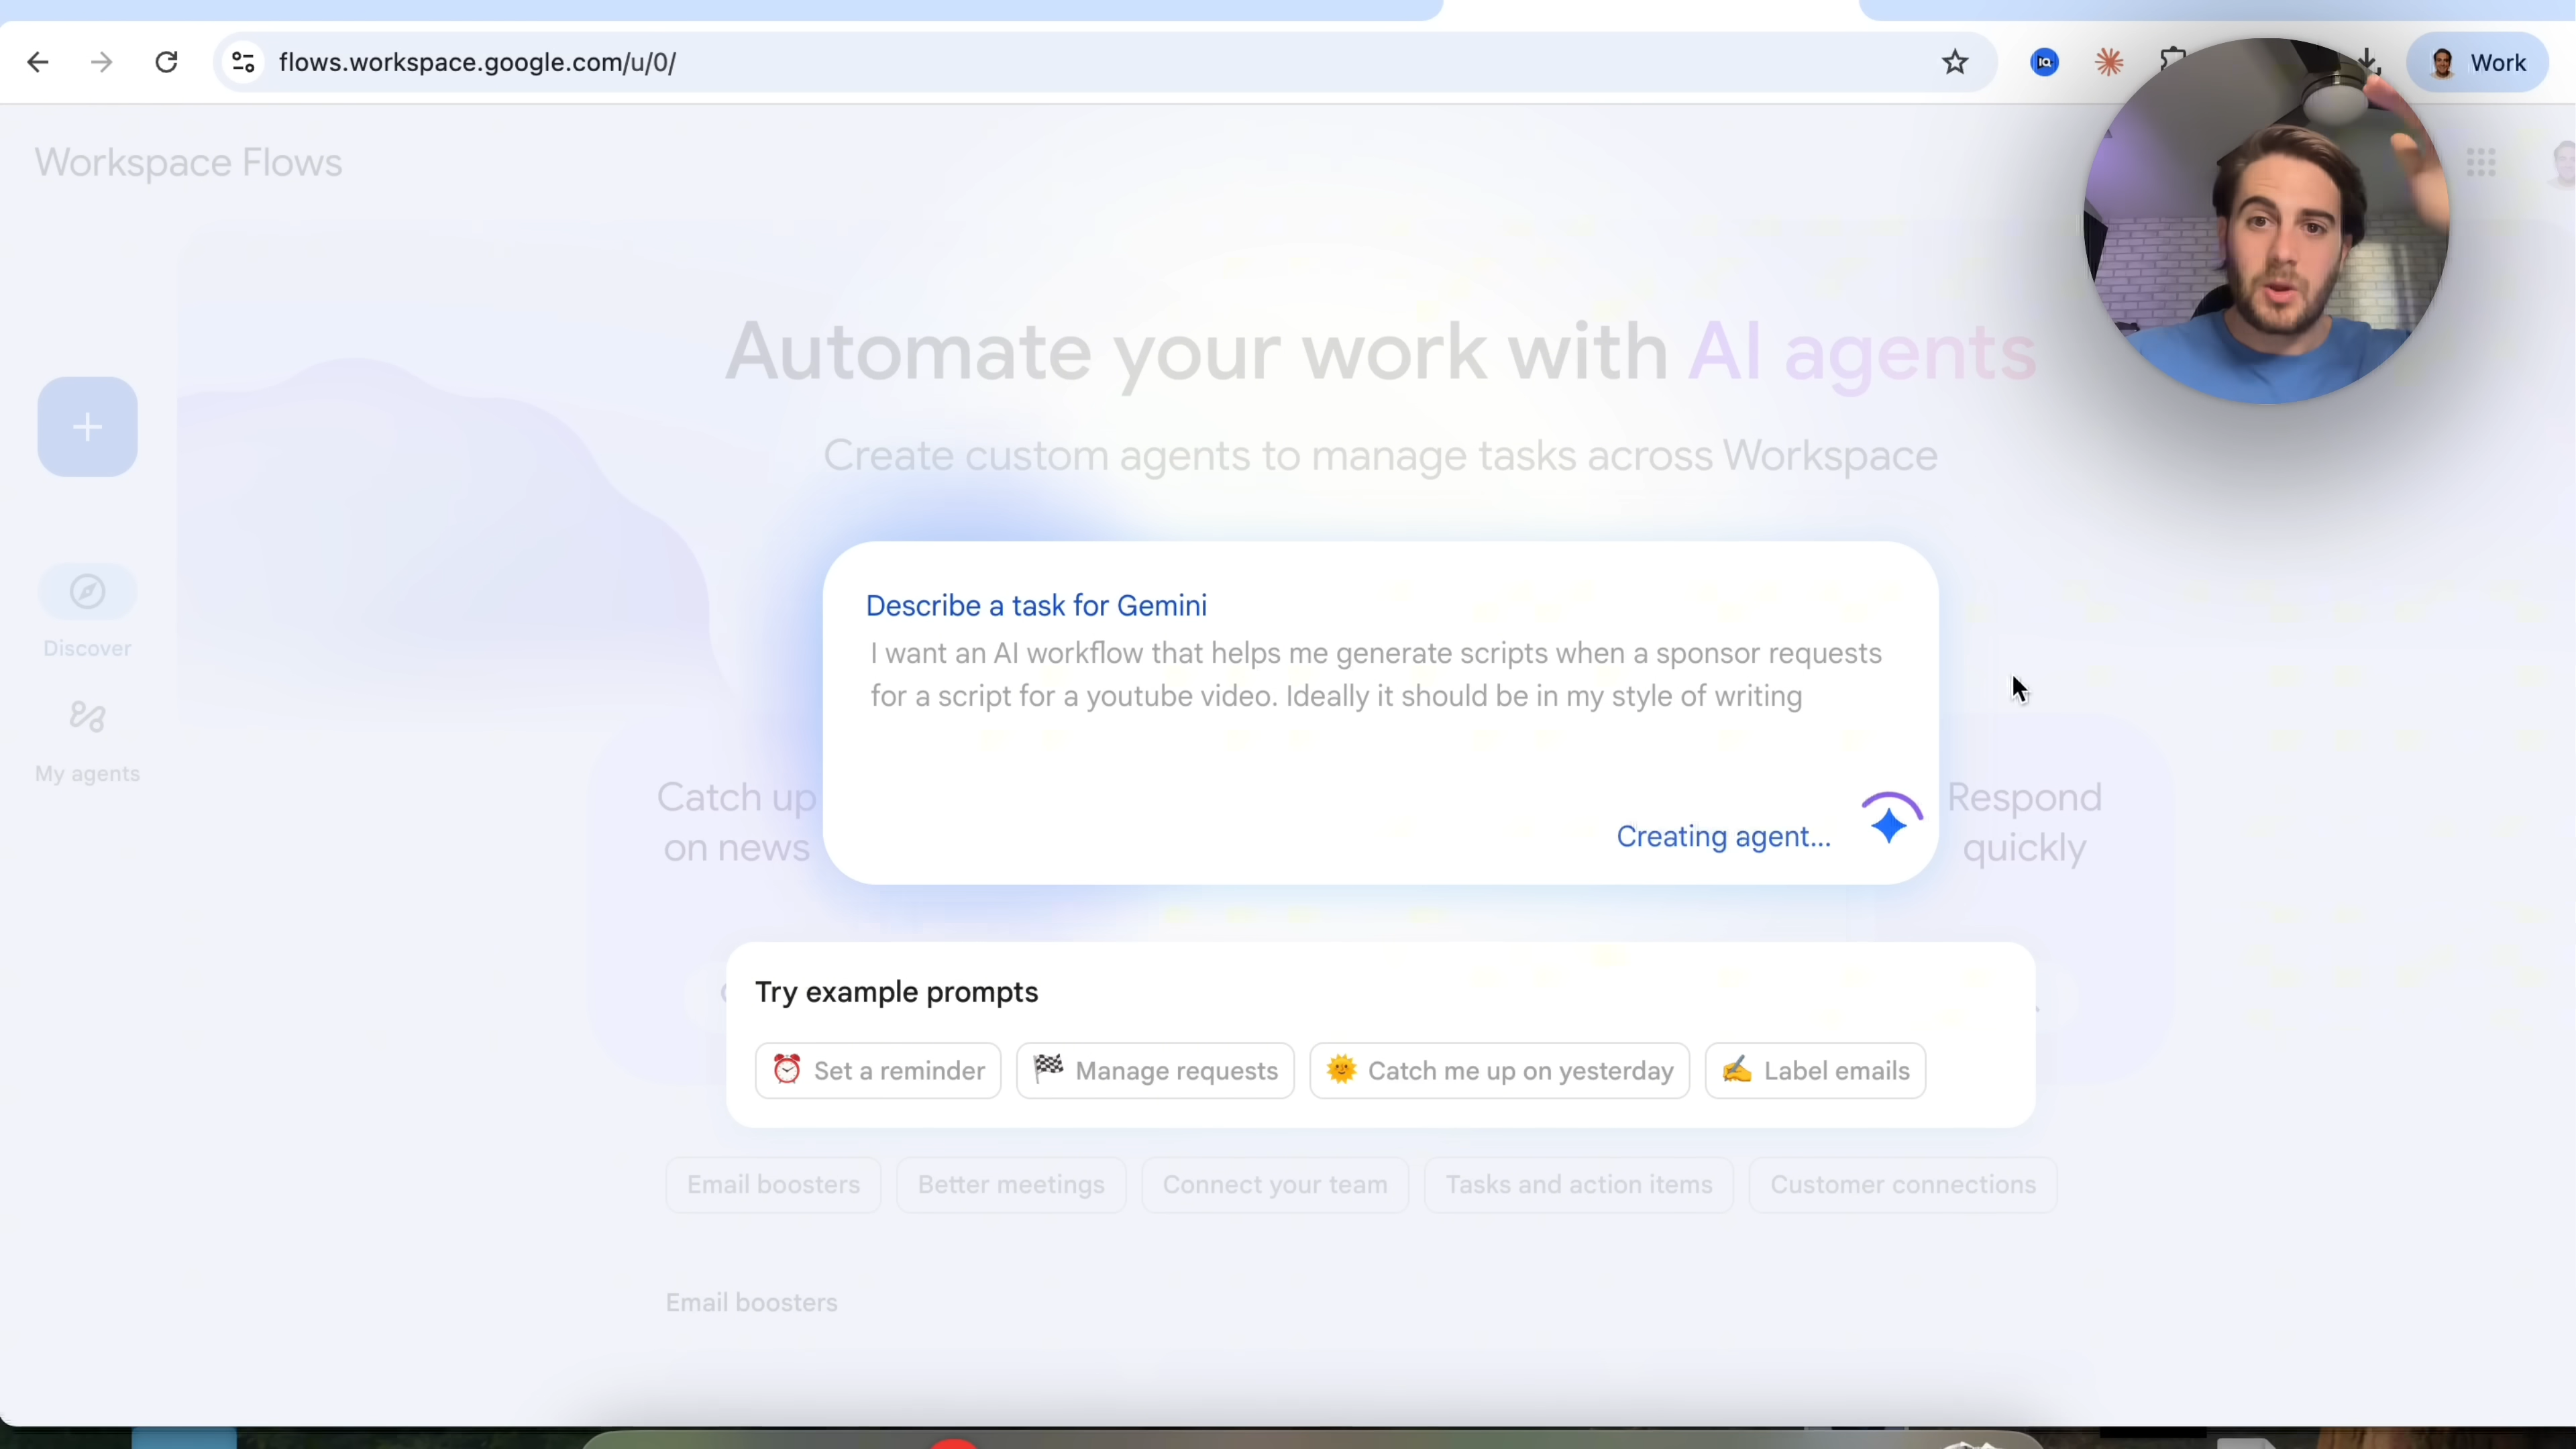 flows.workspace.google.com/u/0/
Work
Workspace Flows
Automate your work with AI agents
Create custom agents to manage tasks across Workspace
Describe a task for Gemini
I want an AI workflow that helps me generate scripts when a sponsor requests
for a script for a youtube video. Ideally it should be in my style of writing
Creating agent...
Discover
My agents
Catch up
on news
Respond
quickly
Try example prompts
Set a reminder
Manage requests
Catch me up on yesterday
Label emails
Email boosters
Better meetings
Connect your team
Tasks and action items
Customer connections
Email boosters